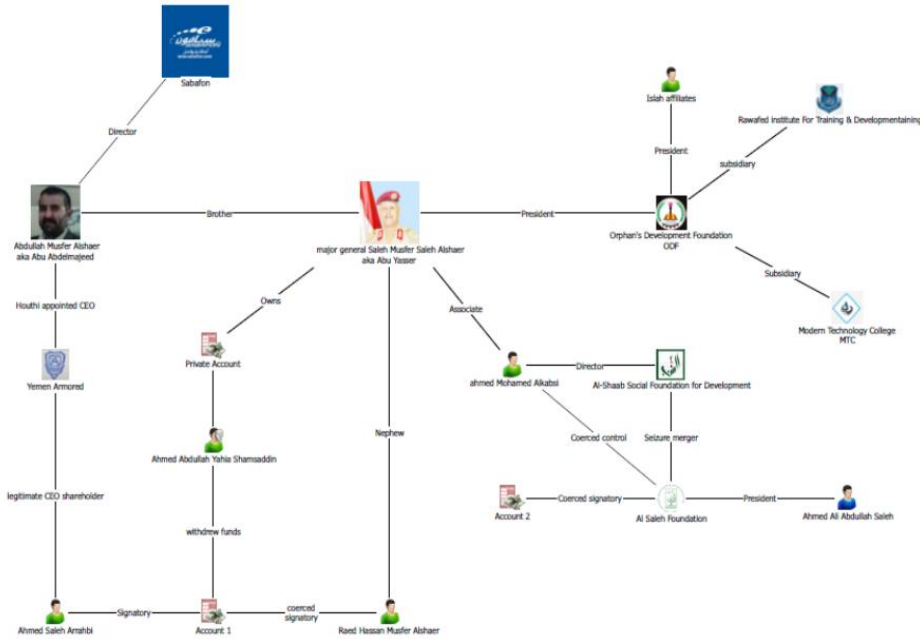 سبأفون
Sabafon
Director
Islah affiliates
Rawafed Institute For Training & Developmentaining
President
subsidiary
Brother
President
Abdullah Musfer Alshaer
aka Abu Abdelmajeed
major general Saleh Musfer Saleh Alshaer
aka Abu Yasser
Orphan's Development Foundation
ODF
Subsidiary
Houthi appointed CEO
Owns
Associate
Modern Technology College
MTC
Private Account
Yemen Armored
ahmed Mohamed Alkabsi
Director
Al-Shaab Social Foundation for Development
Nephew
Coerced control
Seizure merger
Ahmed Abdullah Yahia Shamsaddin
legitimate CEO shareholder
Coerced signatory
President
Account 2
Al Saleh Foundation
Ahmed Ali Abdullah Saleh
withdrew funds
Signatory
coerced
signatory
Ahmed Saleh Arrahbi
Account 1
Raed Hassan Musfer Alshaer